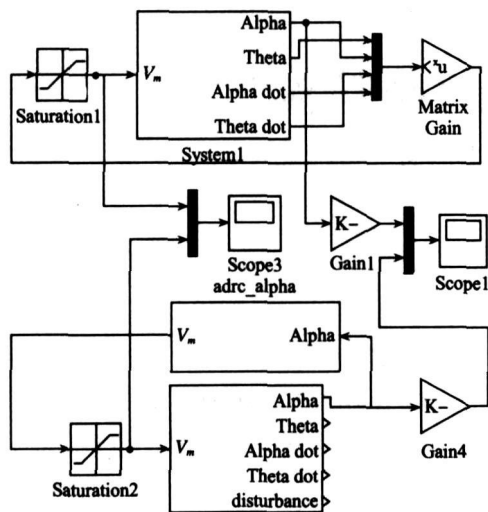 Alpha
Theta
Alpha dot
Theta dot
V_m
Saturation1
System1
xu
Matrix
Gain
Scope3
K-
Gain1
Scope1
adrc_alpha
V_m
Alpha
Alpha
Theta
Alpha dot
Theta dot
disturbance
V_m
Saturation2
K-
Gain4